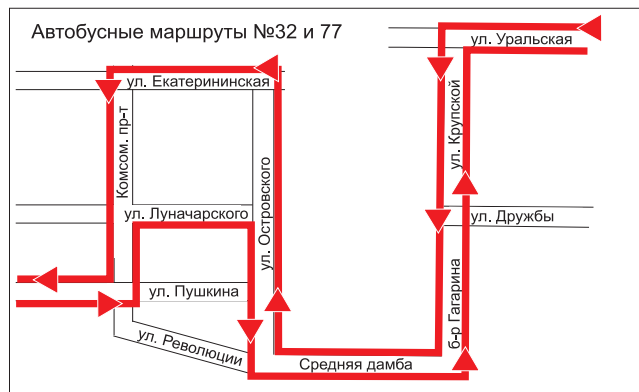 Автобусные маршруты №32 и 77
ул. Уральская
ул. Екатерининская
Комсом. пр-т
ул. Крупской
ул. Островского
ул. Луначарского
ул. Дружбы
ул. Пушкина
б-р Гагарина
ул. Революции
Средняя дамба